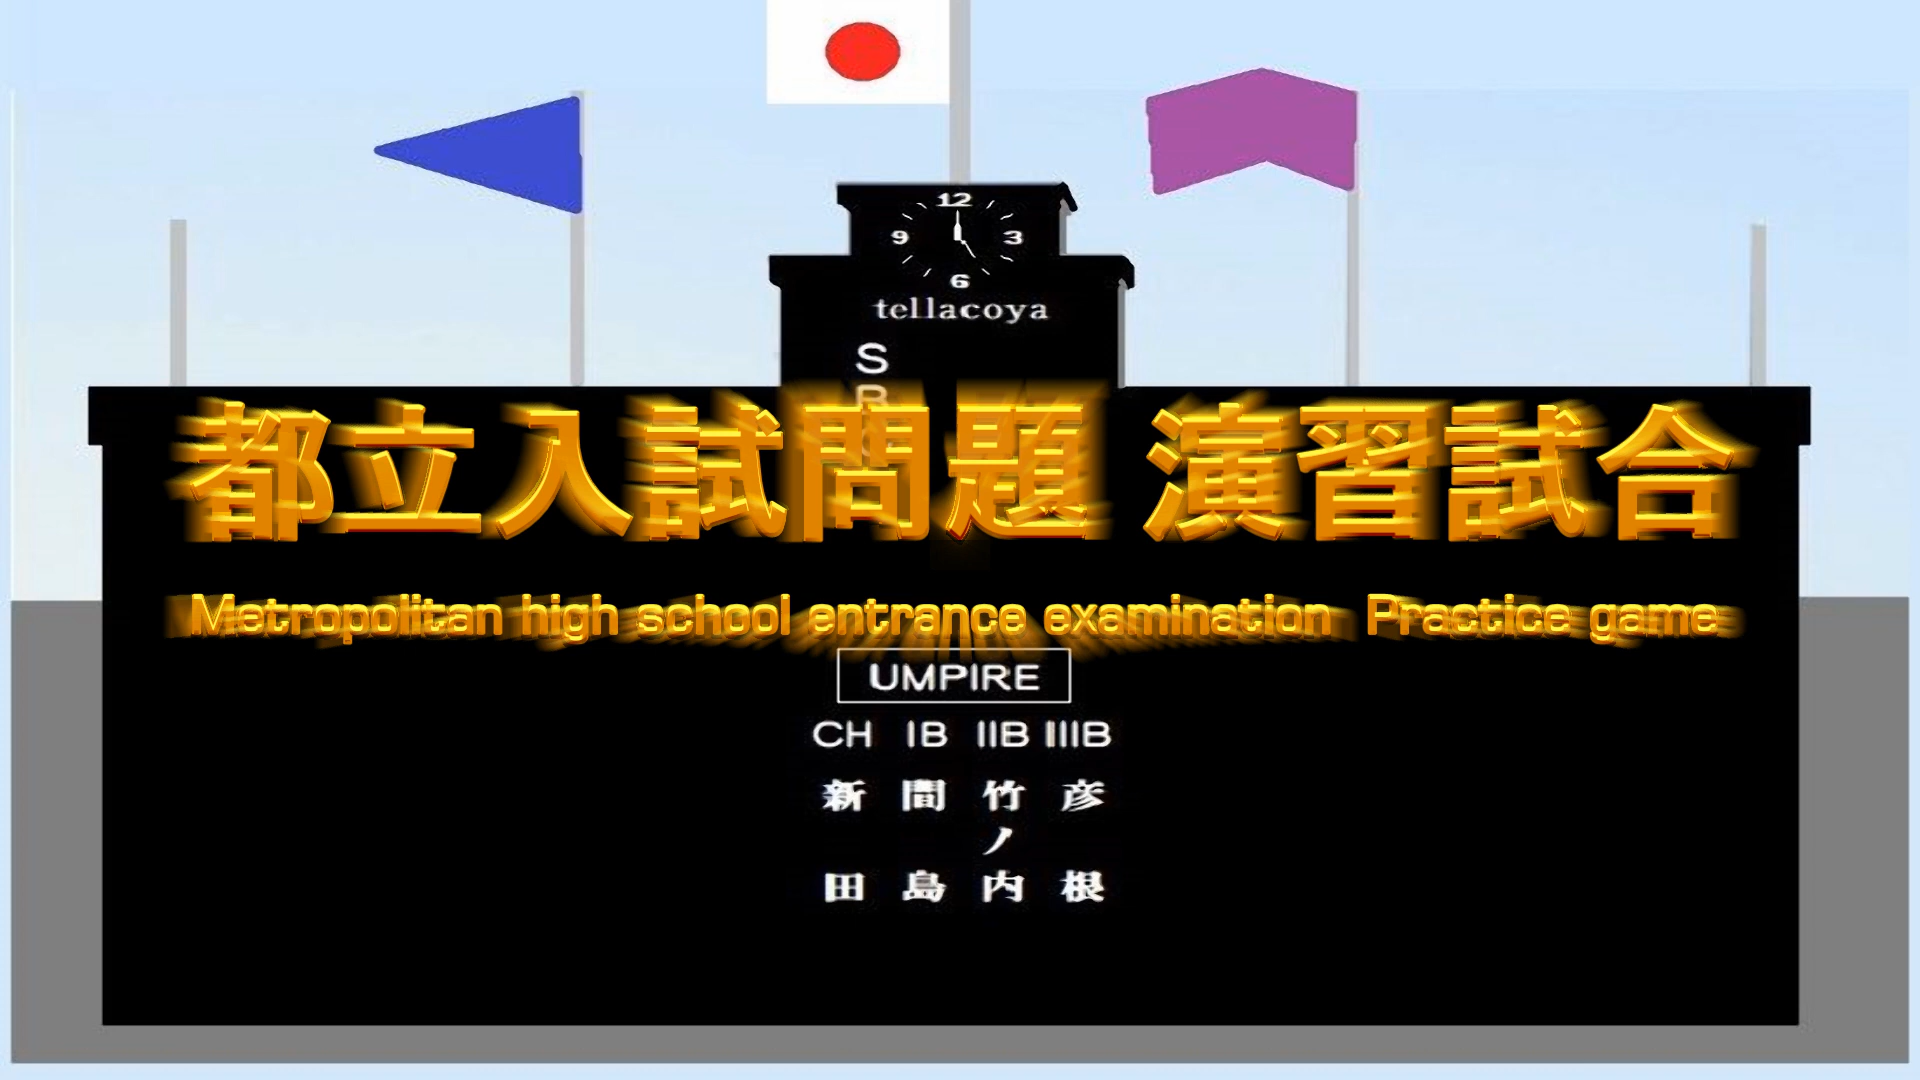 12
9 3
6
tellacoya
S
B
都立入試問題 演習試合
Metropolitan high school entrance examination Practice game
UMPIRE
CH IB IIB IIIB
新 間 竹 彦
ノ
田 島 内 根